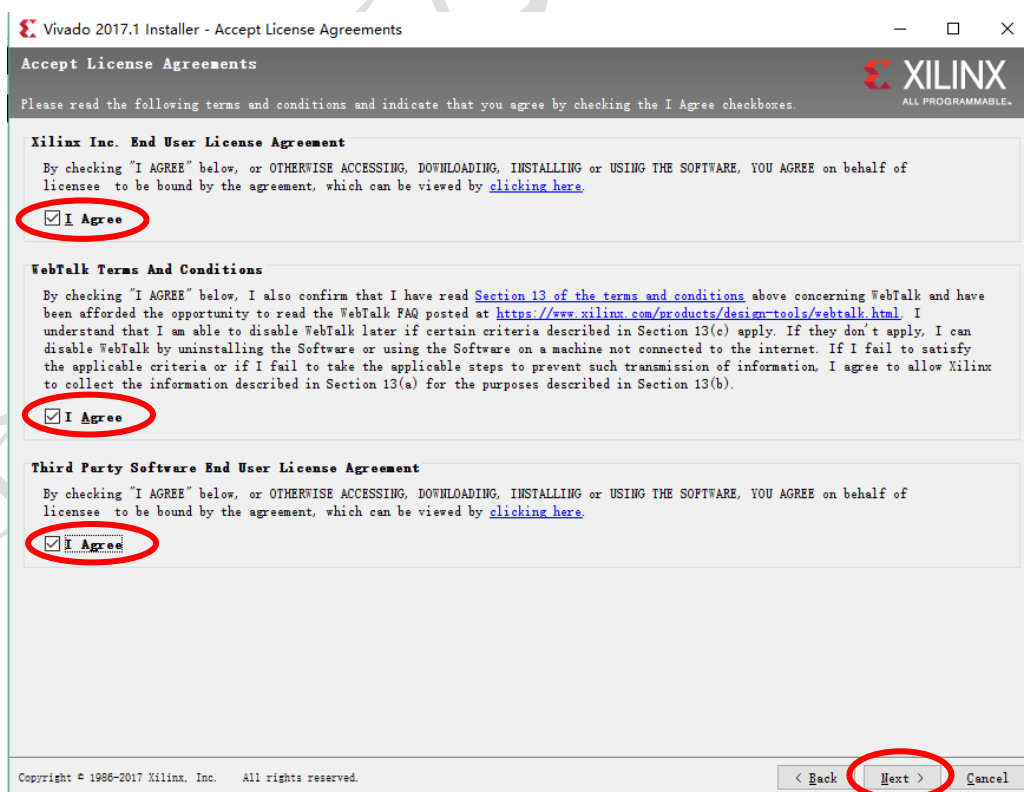 Vivado 2017.1 Installer - Accept License Agreements
Accept License Agreements
XILINX
ALL PROGRAMMABLE.
Please read the following terms and conditions and indicate that you agree by checking the I Agree checkboxes.
Xilinx Inc. End User License Agreement
By checking "I AGREE" below, or OTHERWISE ACCESSING, DOWNLOADING, INSTALLING or USING THE SOFTWARE, YOU AGREE on behalf of
licensee to be bound by the agreement, which can be viewed by clicking here.
I Agree
WebTalk Terms And Conditions
By checking "I AGREE" below, I also confirm that I have read Section 13 of the terms and conditions above concerning WebTalk and have
been afforded the opportunity to read the WebTalk FAQ posted at https://www.xilinx.com/products/design-tools/webtalk.html. I
understand that I am able to disable WebTalk later if certain criteria described in Section 13(c) apply. If they don't apply, I can
disable WebTalk by uninstalling the Software or using the Software on a machine not connected to the internet. If I fail to satisfy
the applicable criteria or if I fail to take the applicable steps to prevent such transmission of information, I agree to allow Xilinx
to collect the information described in Section 13(a) for the purposes described in Section 13(b).
I Agree
Third Party Software End User License Agreement
By checking "I AGREE" below, or OTHERWISE ACCESSING, DOWNLOADING, INSTALLING or USING THE SOFTWARE, YOU AGREE on behalf of
licensee to be bound by the agreement, which can be viewed by clicking here.
I Agree
Copyright © 1986-2017 Xilinx, Inc. All rights reserved.
< Back Next > Cancel